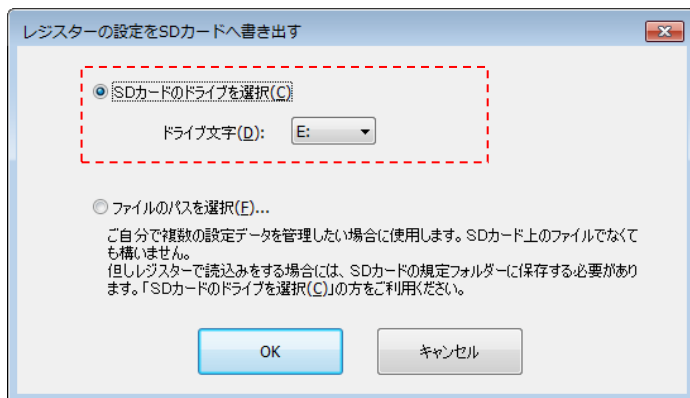 レジスターの設定をSDカードへ書き出す
SDカードのドライブを選択(C)
ドライブ文字(D): E:
ファイルのパスを選択(F)...
ご自分で複数の設定データを管理したい場合に使用します。SDカード上のファイルでなくて
も構いません。
但しレジスターで読込みをする場合には、SDカードの規定フォルダーに保存する必要があり
ます。「SDカードのドライブを選択(C)」の方をご利用ください。
OK キャンセル